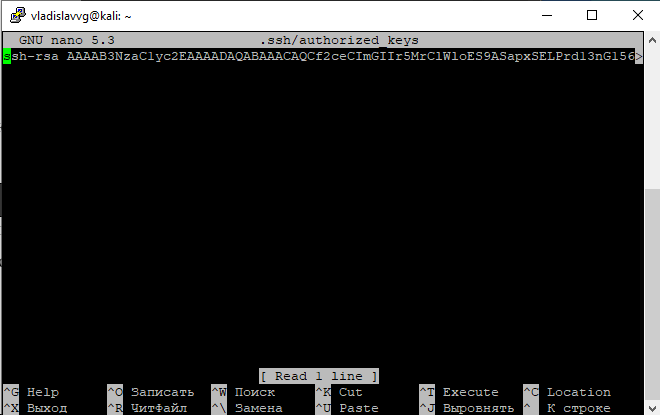 vladislavvg@kali: ~
GNU nano 5.3 .ssh/authorized_keys
ssh-rsa AAAAB3NzaC1yc2EAAAADAQABAAACAQCf2ceCImGIIr5MrClWloES9ASapxSELPrdl3nGl56>
[ Read 1 line ]
^G Help ^O Записать ^W Поиск ^K Cut ^T Execute ^C Location
^X Выход ^R ЧитФайл ^\ Замена ^U Paste ^J Выровнять ^_ К строке